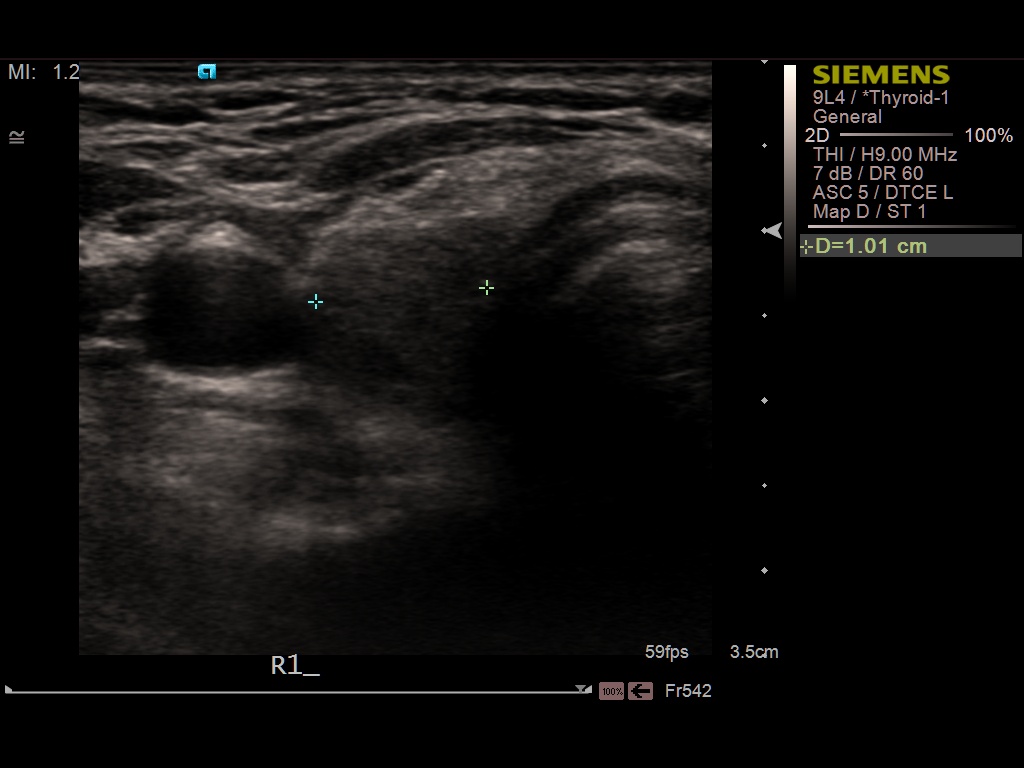 MI: 1.2
SIEMENS
9L4 / *Thyroid-1
General
2D 100%
THI / H9.00 MHz
7 dB / DR 60
ASC 5 / DTCE L
Map D / ST 1
D=1.01 cm
59fps 3.5cm
R1_
100% Fr542